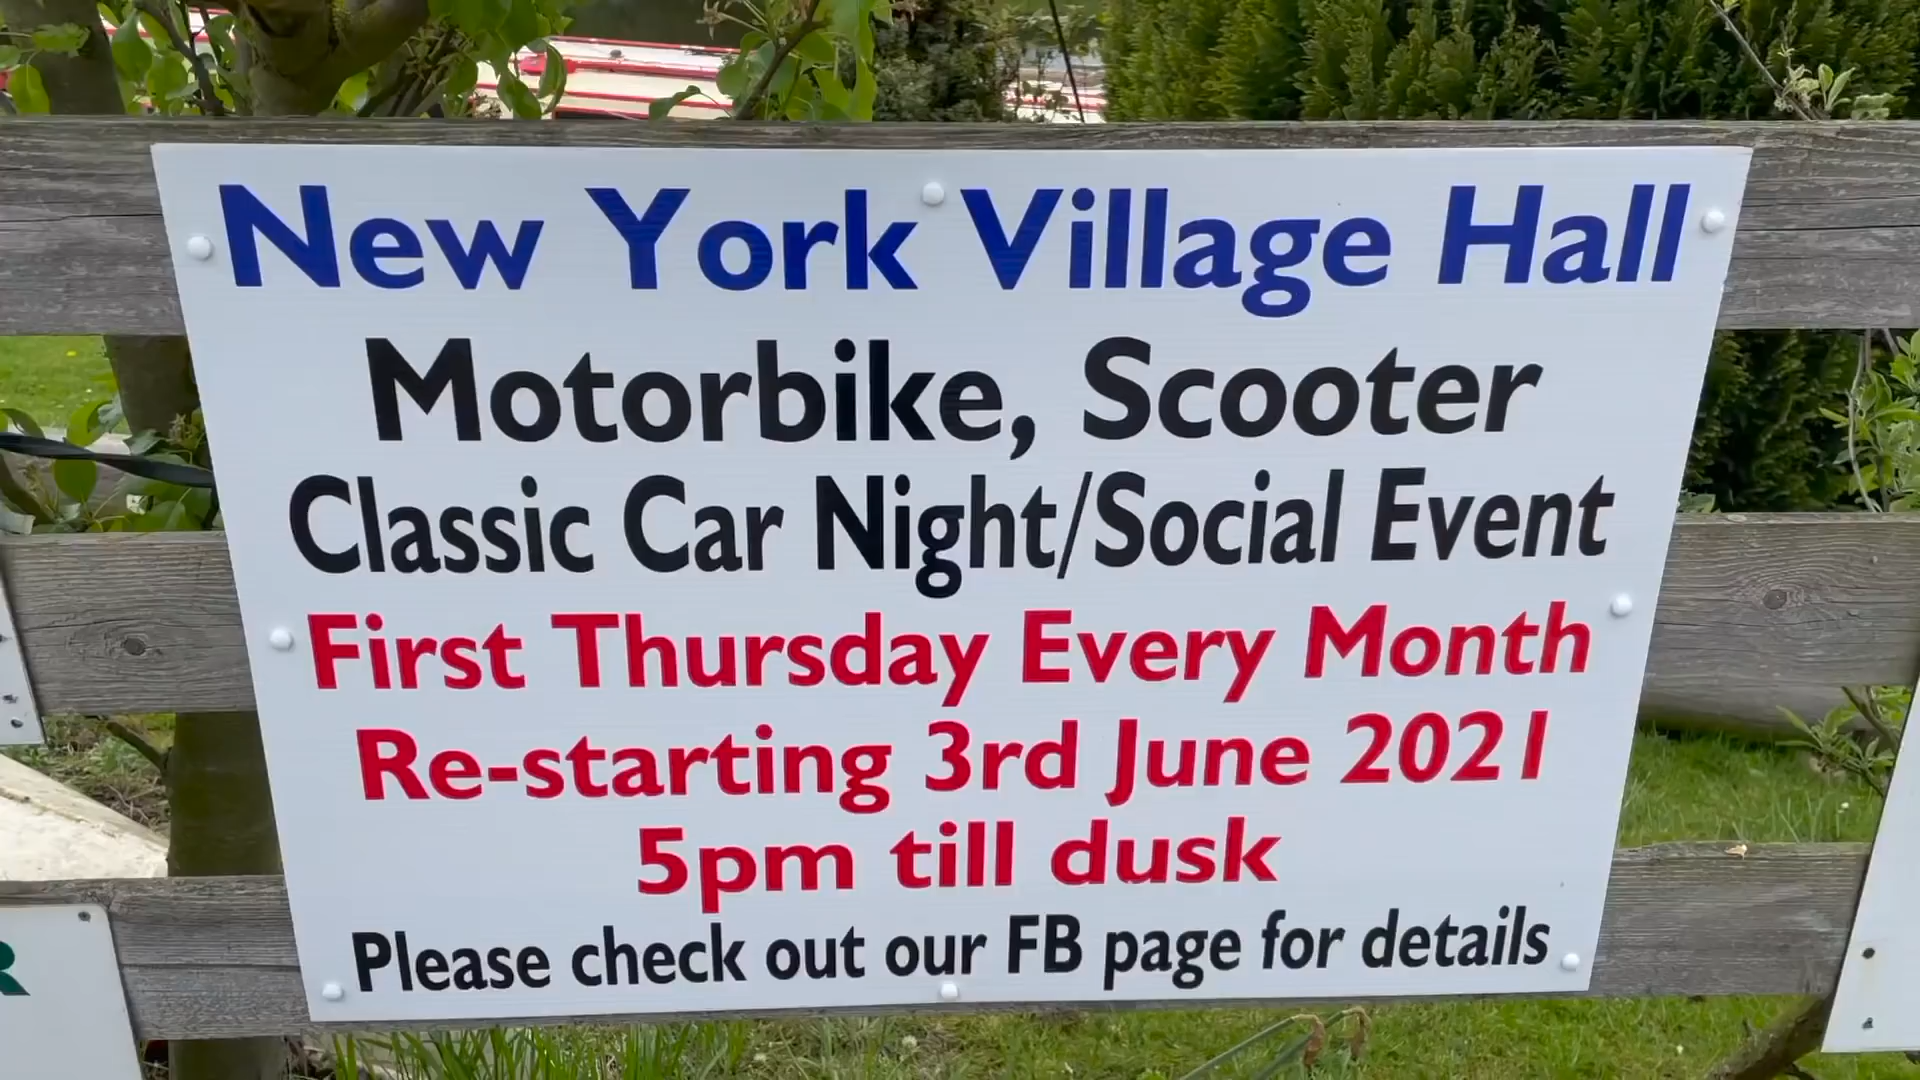 New York Village Hall
Motorbike, Scooter
Classic Car Night/Social Event
First Thursday Every Month
Re-starting 3rd June 2021
5pm till dusk
Please check out our FB page for details